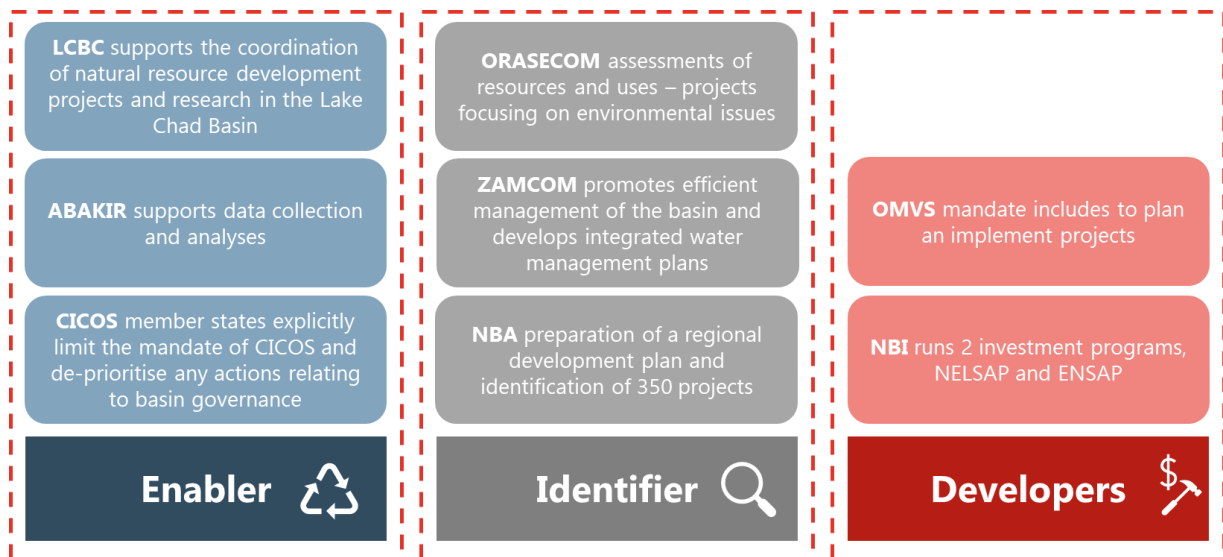 LCBC supports the coordination
of natural resource development
projects and research in the Lake
Chad Basin
ABAKIR supports data collection
and analyses
CICOS member states explicitly
limit the mandate of CICOS and
de-prioritise any actions relating
to basin governance
Enabler
ORASECOM assessments of
resources and uses – projects
focusing on environmental issues
ZAMCOM promotes efficient
management of the basin and
develops integrated water
management plans
NBA preparation of a regional
development plan and
identification of 350 projects
Identifier
OMVS mandate includes to plan
an implement projects
NBI runs 2 investment programs,
NELSAP and ENSAP
Developers
$